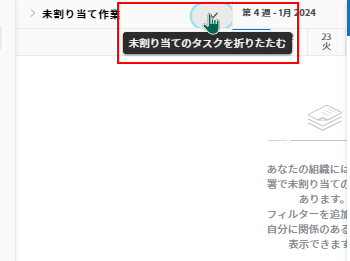 未割り当て作業
第 4 週 - 1月 2024
未割り当てのタスクを折りたたむ
23
火
あなたの組織には
署で未割り当ての
あります。
フィルターを追加
自分に関係のある
表示できます